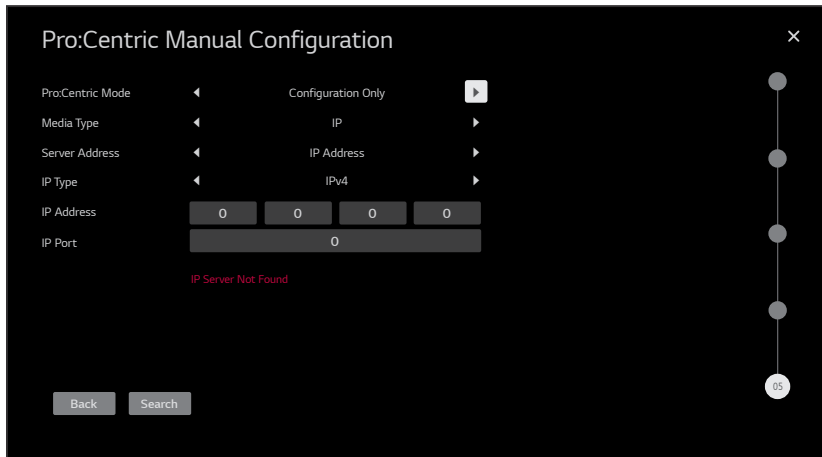 Pro:Centric Manual Configuration
Pro:Centric Mode Configuration Only
Media Type IP
Server Address IP Address
IP Type IPv4
IP Address 0 0 0 0
IP Port 0
IP Server Not Found
05
Back Search